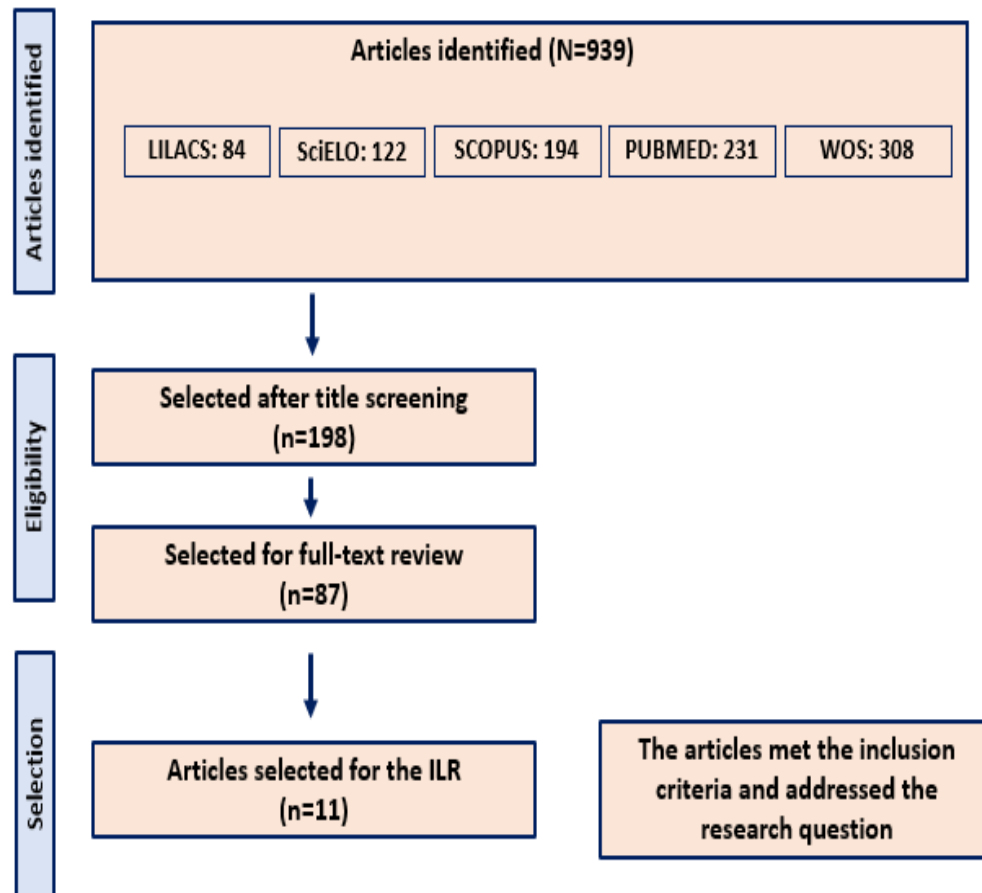 Articles identified
Articles identified (N=939)
LILACS: 84
SciELO: 122
SCOPUS: 194
PUBMED: 231
WOS: 308
Eligibility
Selected after title screening
(n=198)
Selected for full-text review
(n=87)
Selection
Articles selected for the ILR
(n=11)
The articles met the inclusion
criteria and addressed the
research question